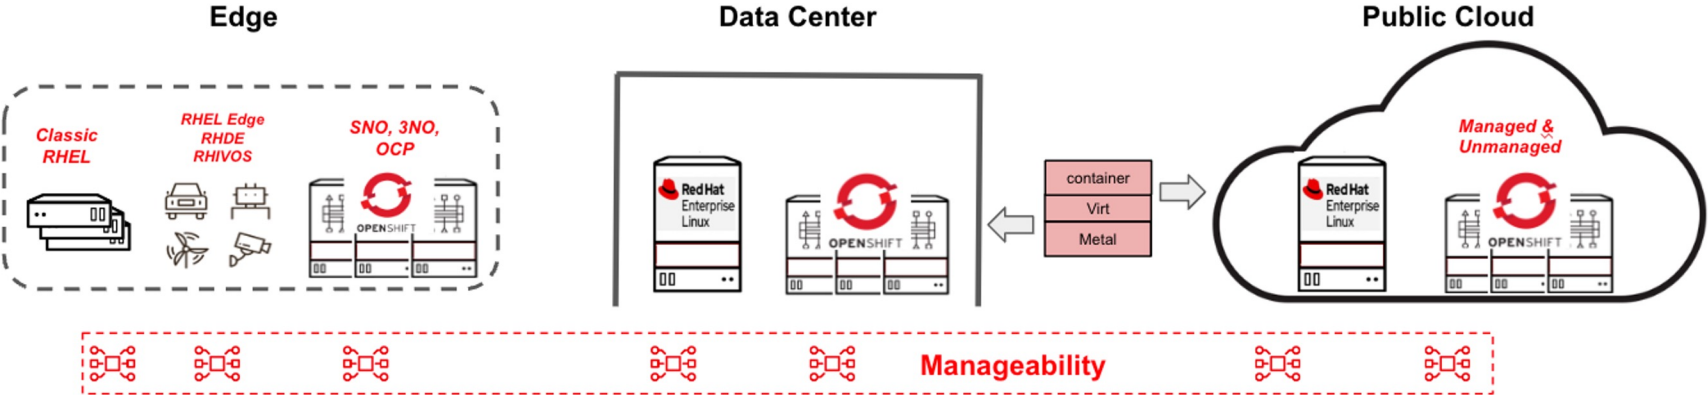 Edge
Data Center
Public Cloud
Classic
RHEL
RHEL Edge
RHDE
RHIVOS
SNO, 3NO,
OCP
OPENSHIFT
Red Hat
Enterprise
Linux
OPENSHIFT
container
Virt
Metal
Managed &
Unmanaged
Red Hat
Enterprise
Linux
OPENSHIFT
Manageability